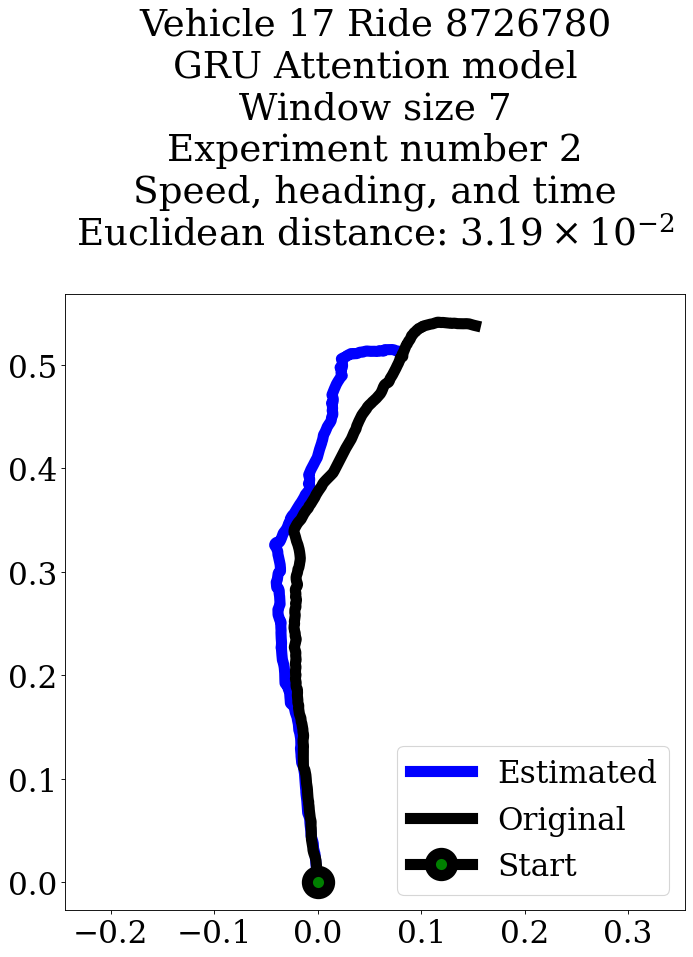 Vehicle 17 Ride 8726780
GRU Attention model
Window size 7
Experiment number 2
Speed, heading, and time
Euclidean distance: 3.19 × 10⁻²
0.5
0.4
0.3
0.2
0.1
0.0
Estimated
Original
Start
−0.2 −0.1 0.0 0.1 0.2 0.3